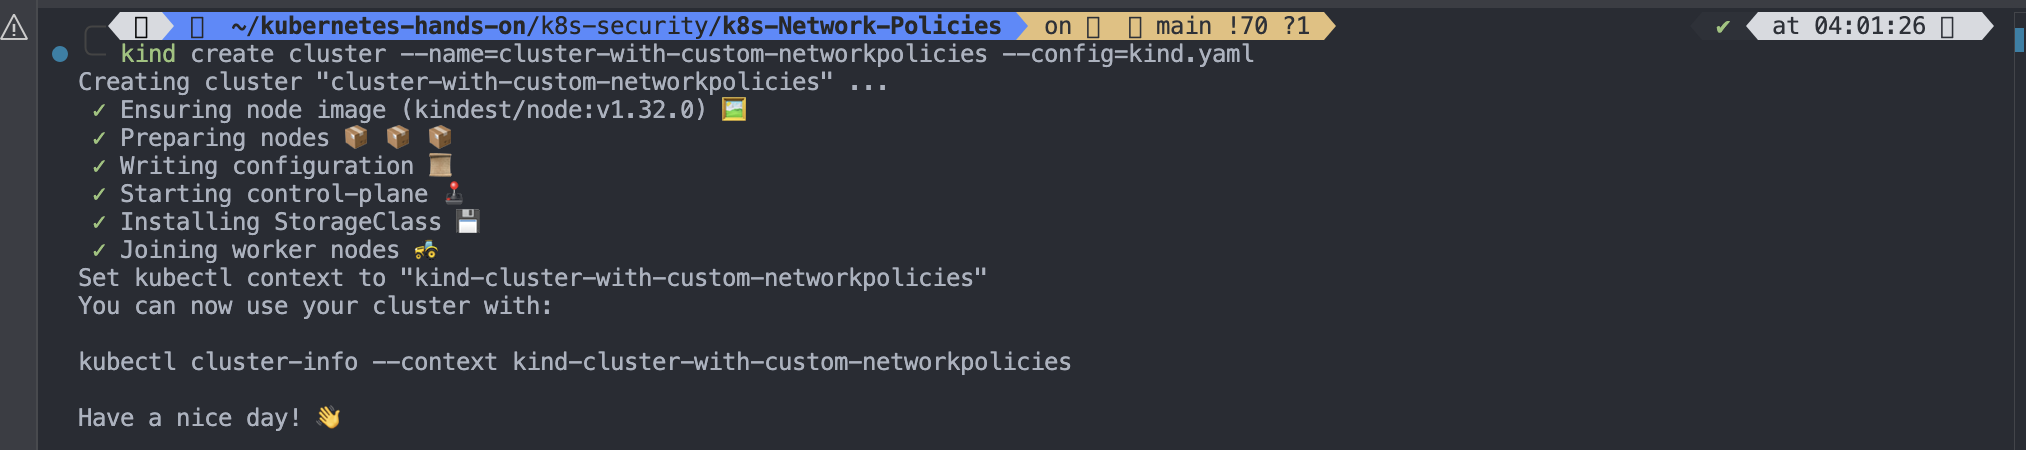 ~/kubernetes-hands-on/k8s-security/k8s-Network-Policies on main !70 ?1 ✔ at 04:01:26
kind create cluster --name=cluster-with-custom-networkpolicies --config=kind.yaml
Creating cluster "cluster-with-custom-networkpolicies" ...
✓ Ensuring node image (kindest/node:v1.32.0) 🖼
✓ Preparing nodes 📦 📦 📦
✓ Writing configuration 📜
✓ Starting control-plane 🕹
✓ Installing StorageClass 💾
✓ Joining worker nodes 🚜
Set kubectl context to "kind-cluster-with-custom-networkpolicies"
You can now use your cluster with:
kubectl cluster-info --context kind-cluster-with-custom-networkpolicies
Have a nice day! 👋